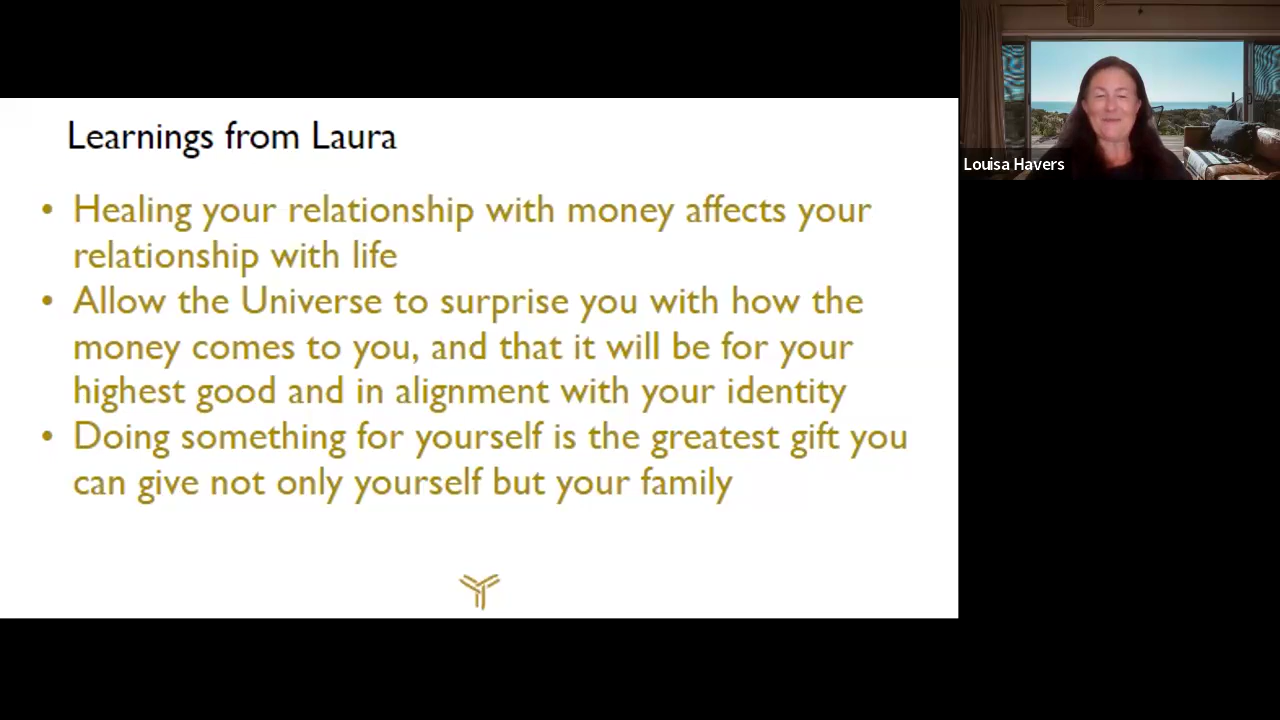 Learnings from Laura
• Healing your relationship with money affects your
relationship with life
• Allow the Universe to surprise you with how the
money comes to you, and that it will be for your
highest good and in alignment with your identity
• Doing something for yourself is the greatest gift you
can give not only yourself but your family
Louisa Havers